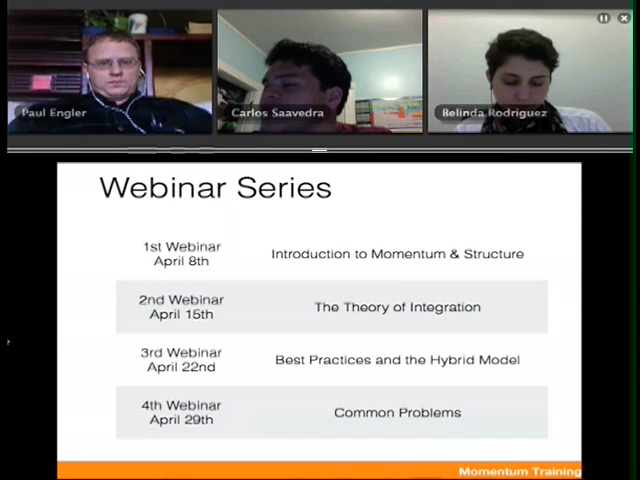 Paul Engler
Carlos Saavedra
Belinda Rodriguez
Webinar Series
1st Webinar
April 8th
Introduction to Momentum & Structure
2nd Webinar
April 15th
The Theory of Integration
3rd Webinar
April 22nd
Best Practices and the Hybrid Model
4th Webinar
April 29th
Common Problems
Momentum Training